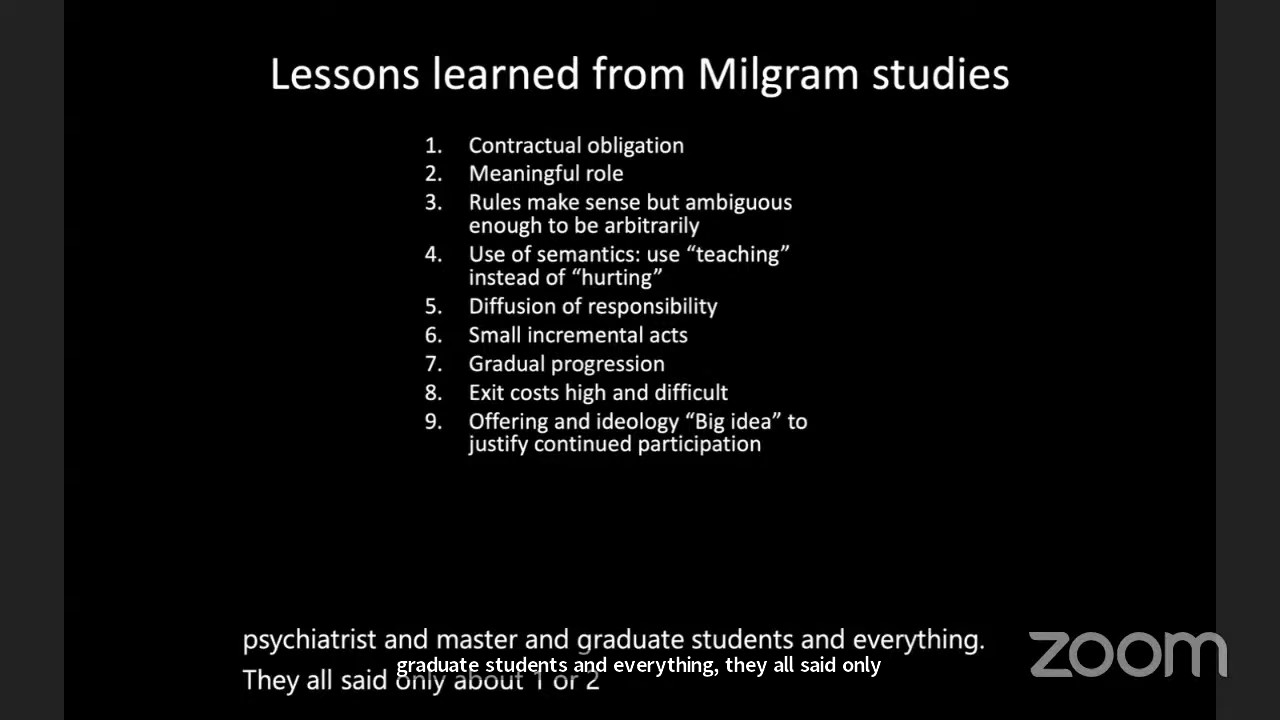 Lessons learned from Milgram studies
1. Contractual obligation
2. Meaningful role
3. Rules make sense but ambiguous
enough to be arbitrarily
4. Use of semantics: use “teaching”
instead of “hurting”
5. Diffusion of responsibility
6. Small incremental acts
7. Gradual progression
8. Exit costs high and difficult
9. Offering and ideology “Big idea” to
justify continued participation
psychiatrist and master and graduate students and everything.
graduate students and everything, they all said only
They all said only about 1 or 2
zoom